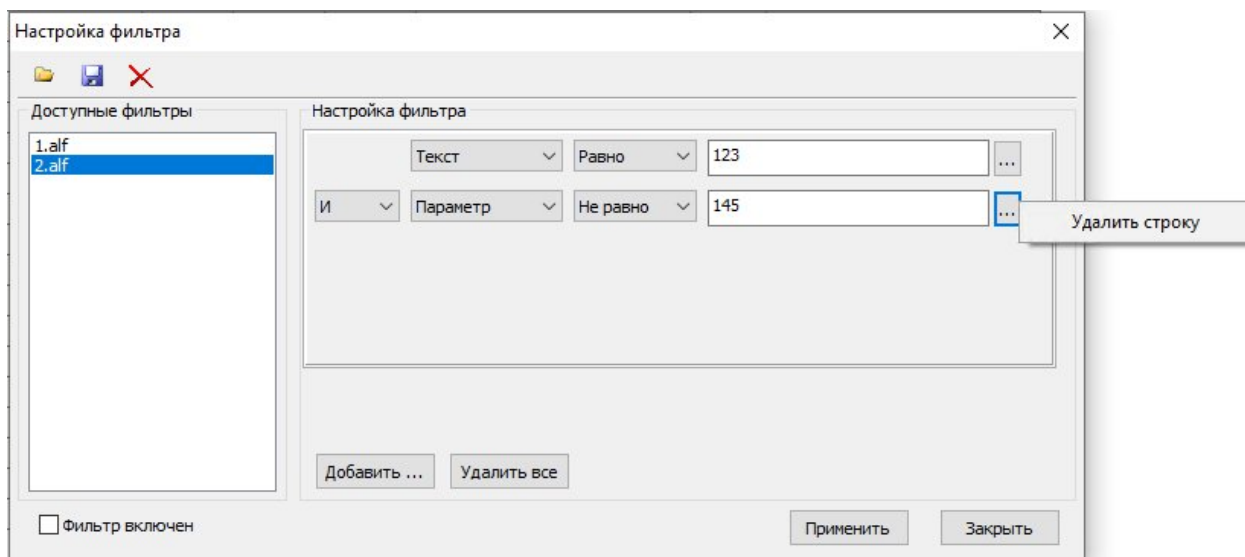 Настройка фильтра
Доступные фильтры
Настройка фильтра
1.alf
2.alf
Текст Равно 123 ...
И Параметр Не равно 145 ...
Удалить строку
Добавить ... Удалить все
Фильтр включен
Применить Закрыть